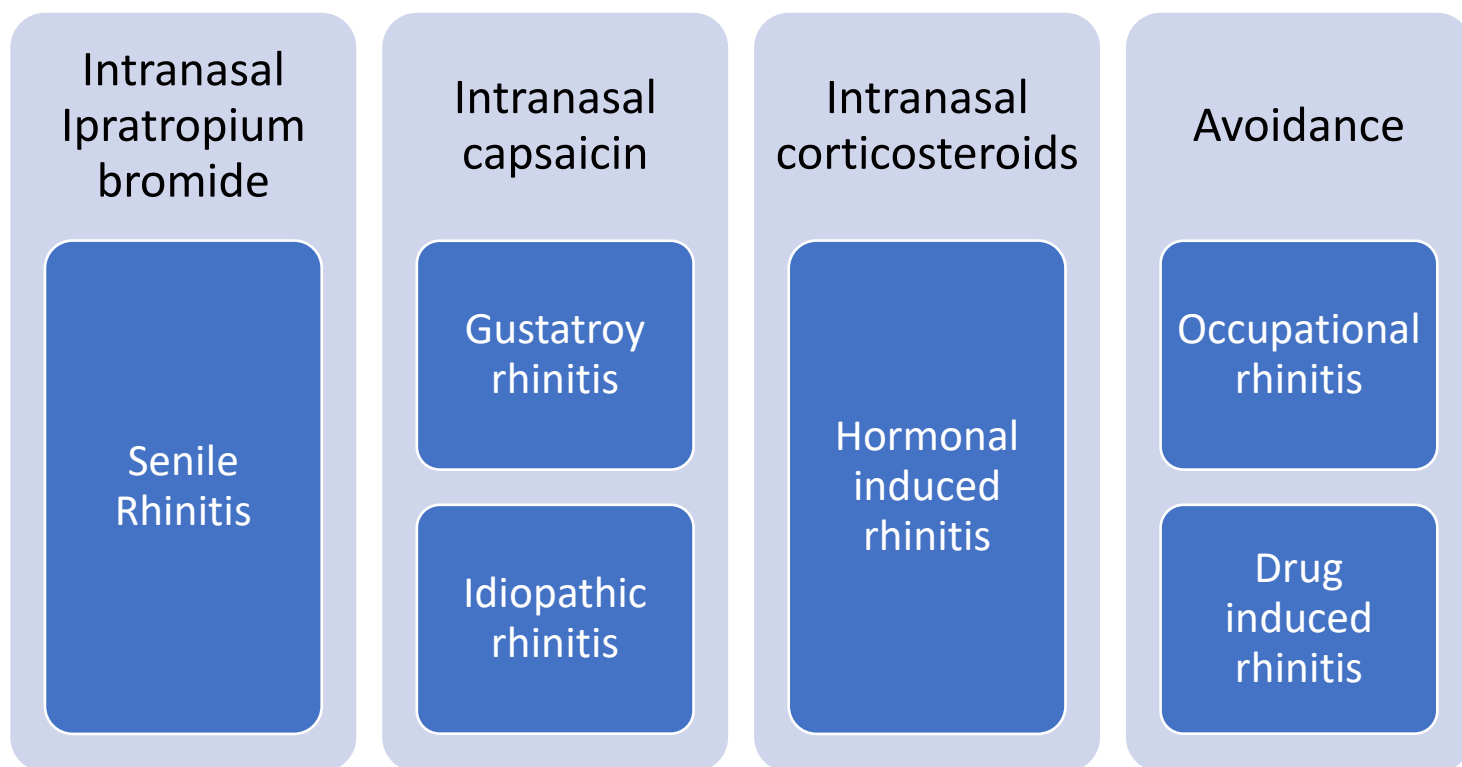 Intranasal
Ipratropium
bromide
Senile
Rhinitis
Intranasal
capsaicin
Gustatroy
rhinitis
Idiopathic
rhinitis
Intranasal
corticosteroids
Hormonal
induced
rhinitis
Avoidance
Occupational
rhinitis
Drug
induced
rhinitis